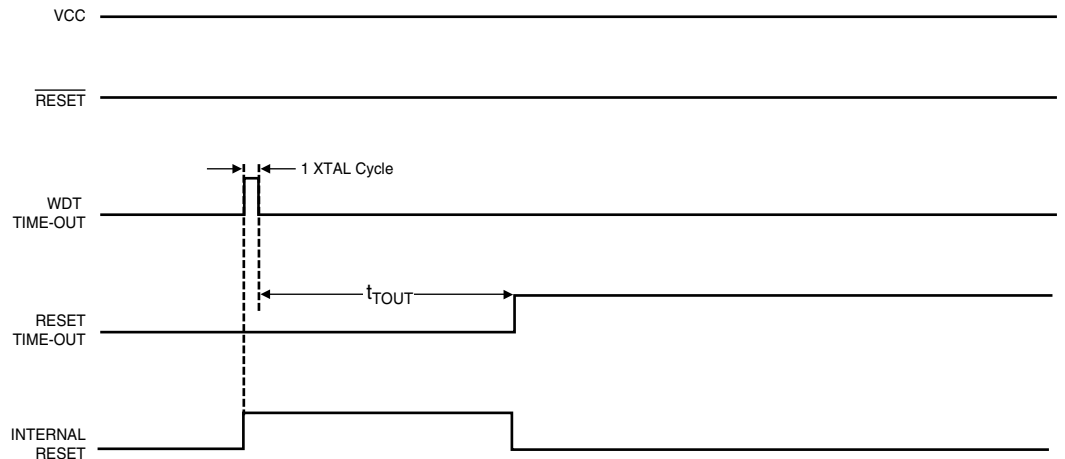 VCC
RESET
1 XTAL Cycle
WDT
TIME-OUT
tTOUT
RESET
TIME-OUT
INTERNAL
RESET